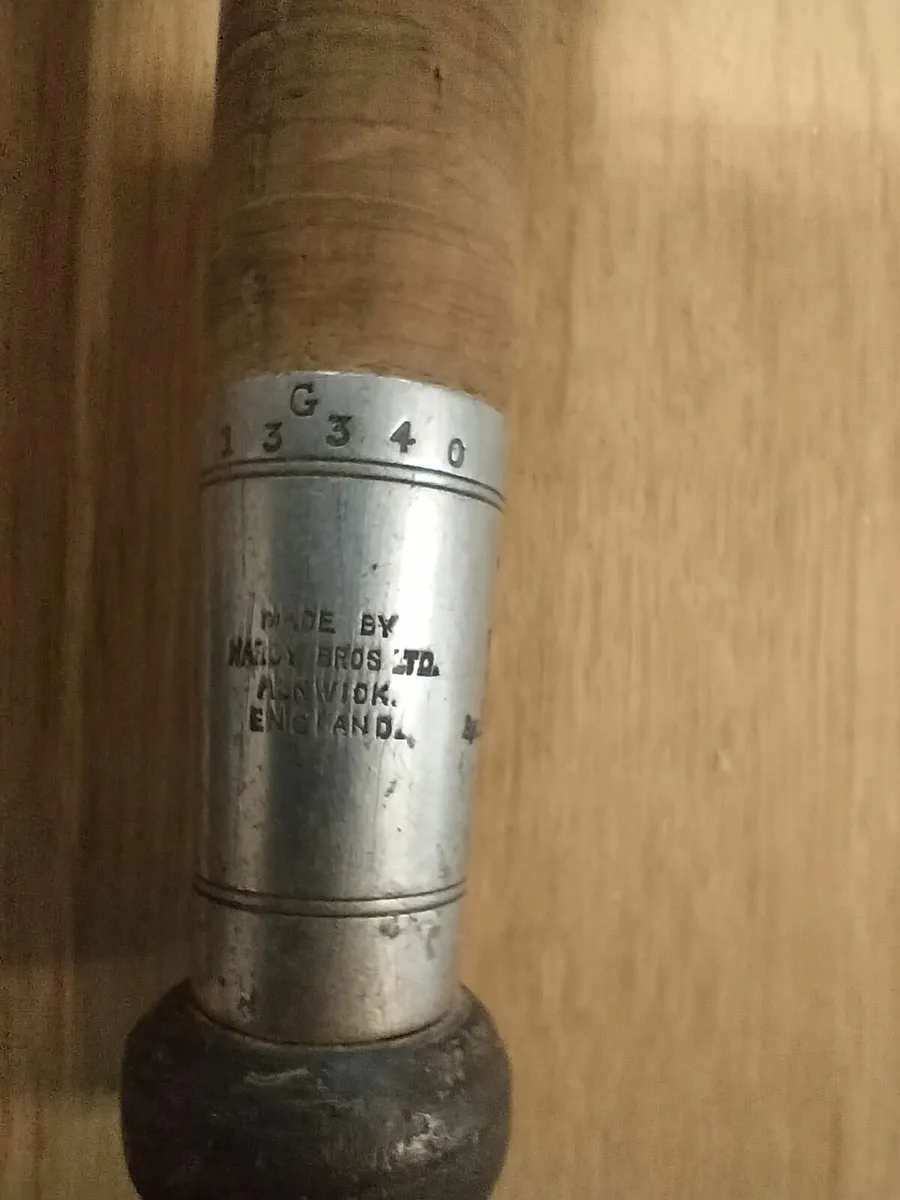 G
13340
MADE BY
HARDY BROS LTD.
ALNWICK.
ENGLAND.